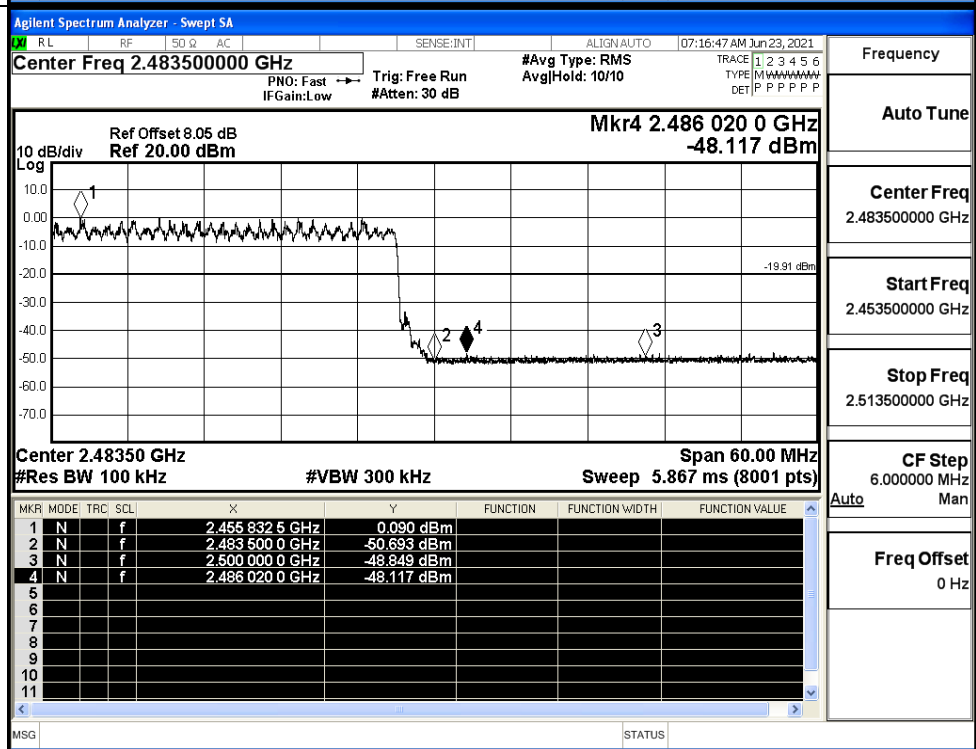 Agilent Spectrum Analyzer - Swept SA
LXI RL RF 50 Ω AC SENSE:INT ALIGN AUTO 07:16:47 AM Jun 23, 2021
Center Freq 2.483500000 GHz
PNO: Fast
IFGain:Low
Trig: Free Run
#Atten: 30 dB
#Avg Type: RMS
Avg|Hold: 10/10
TRACE 1 2 3 4 5 6
TYPE M W W W W W
DET P P P P P P
Ref Offset 8.05 dB
10 dB/div Ref 20.00 dBm
Log
Mkr4 2.486 020 0 GHz
-48.117 dBm
10.0
0.00
-10.0
-20.0
-30.0
-40.0
-50.0
-60.0
-70.0
1
2
4
3
-19.91 dBm
Center 2.48350 GHz Span 60.00 MHz
#Res BW 100 kHz #VBW 300 kHz Sweep 5.867 ms (8001 pts)
MKR MODE TRC SCL X Y FUNCTION FUNCTION WIDTH FUNCTION VALUE
1 N f 2.455 832 5 GHz 0.090 dBm
2 N f 2.483 500 0 GHz -50.693 dBm
3 N f 2.500 000 0 GHz -48.849 dBm
4 N f 2.486 020 0 GHz -48.117 dBm
5
6
7
8
9
10
11
MSG STATUS
Frequency
Auto Tune
Center Freq
2.483500000 GHz
Start Freq
2.453500000 GHz
Stop Freq
2.513500000 GHz
CF Step
6.000000 MHz
Auto Man
Freq Offset
0 Hz